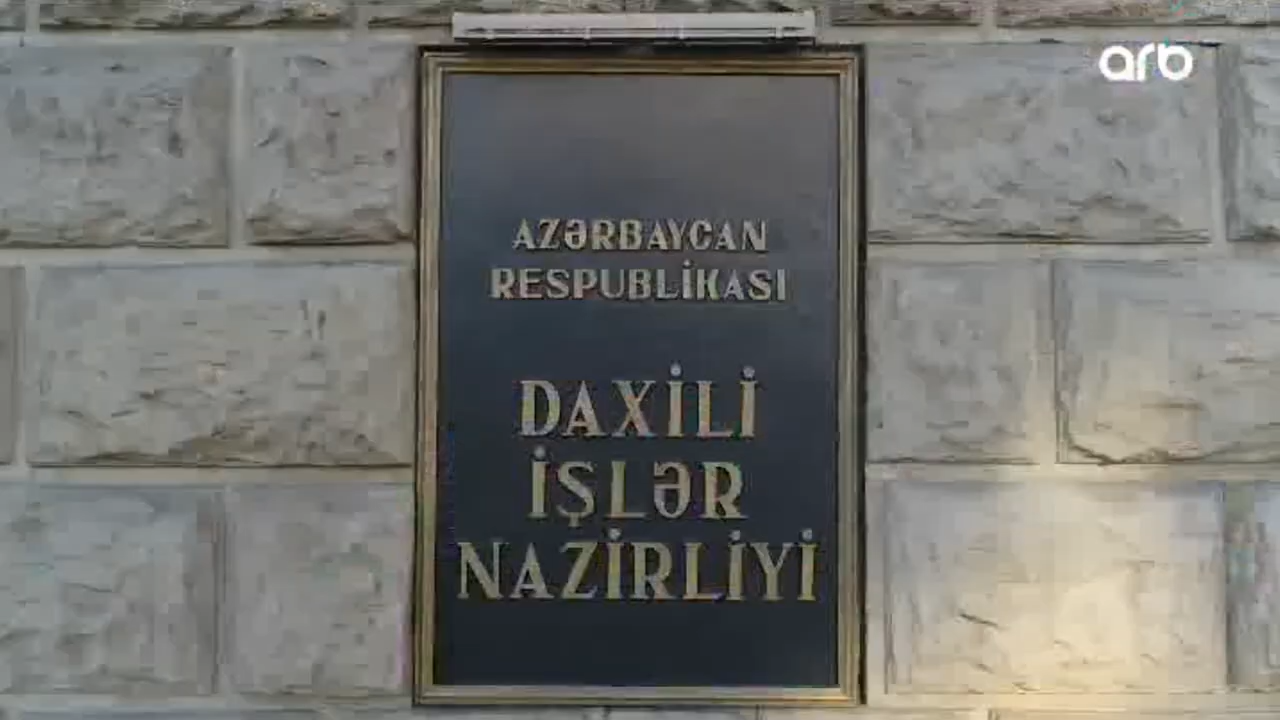 arb
AZƏRBAYCAN
RESPUBLİKASI
DAXİLİ
İŞLƏR
NAZİRLİYİ